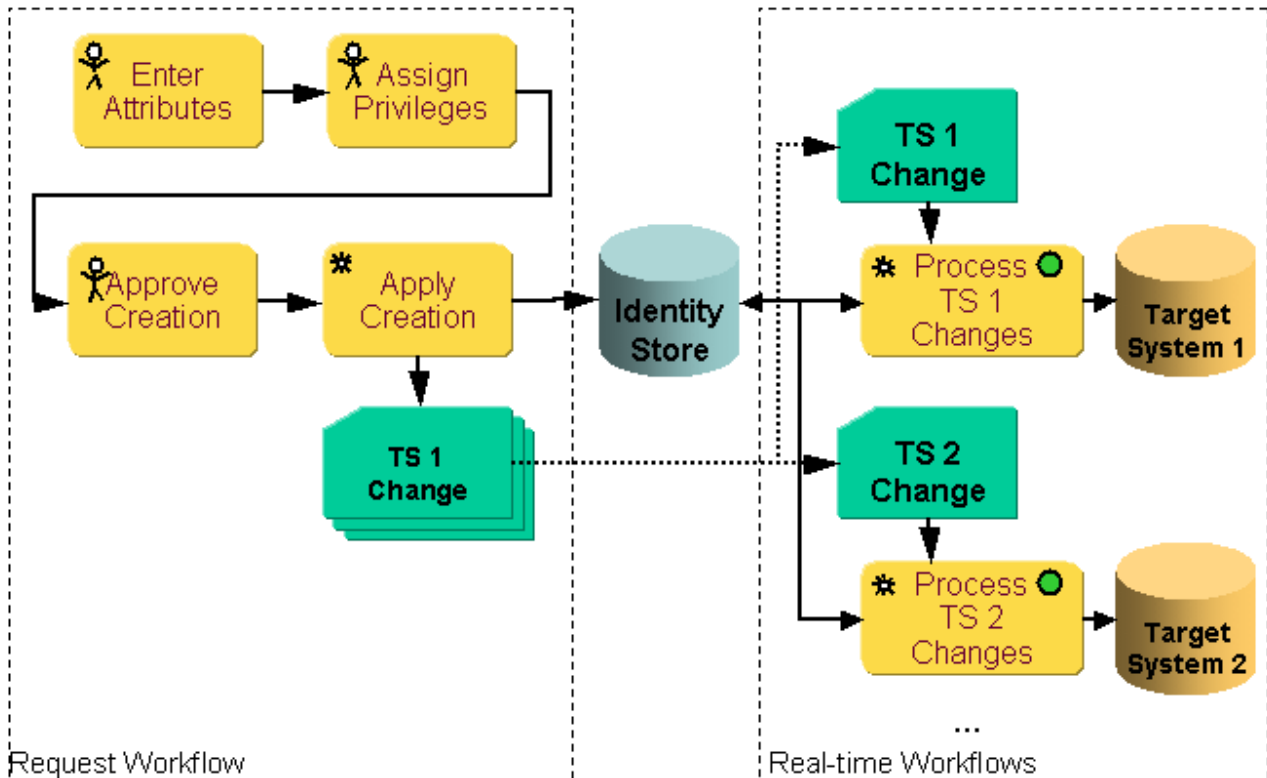 Enter
Attributes
Assign
Privileges
Approve
Creation
Apply
Creation
TS 1
Change
Request Workflow
Identity
Store
TS 1
Change
Process
TS 1
Changes
Target
System 1
TS 2
Change
Process
TS 2
Changes
Target
System 2
...
Real-time Workflows